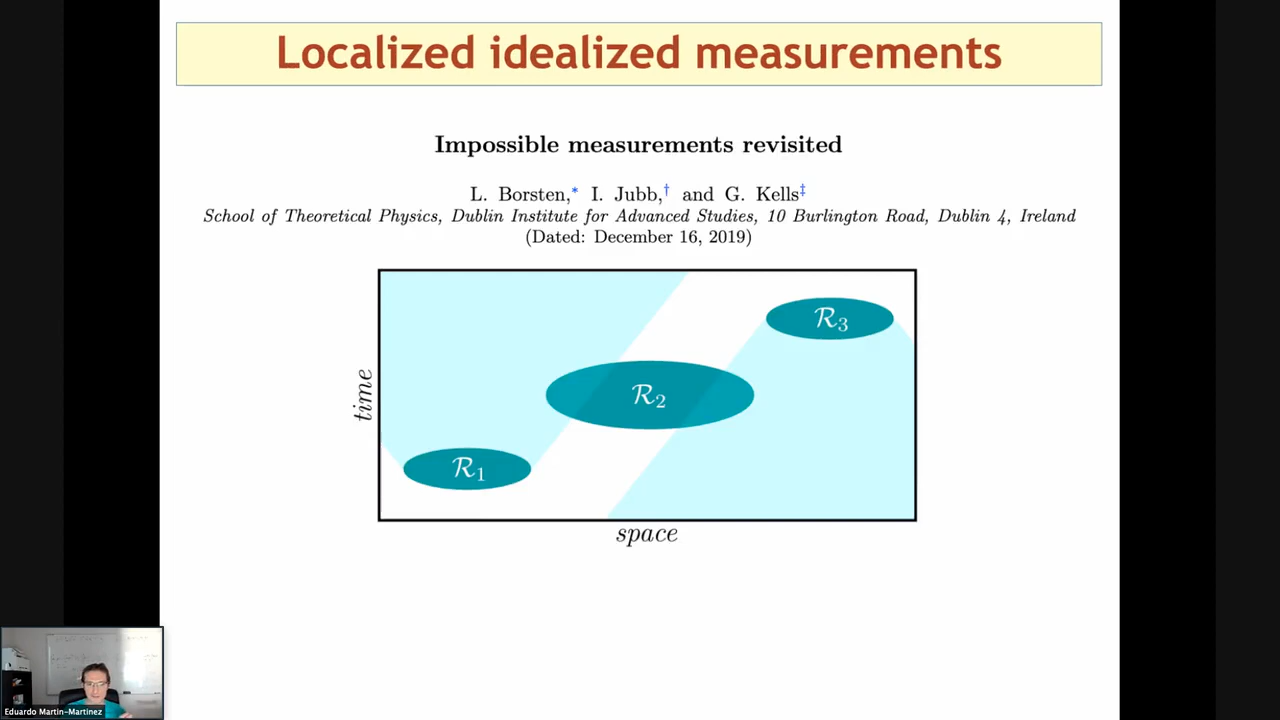 Localized idealized measurements
Impossible measurements revisited
L. Borsten,* I. Jubb,† and G. Kells‡
School of Theoretical Physics, Dublin Institute for Advanced Studies, 10 Burlington Road, Dublin 4, Ireland
(Dated: December 16, 2019)
R₃
R₂
time
R₁
space
Eduardo Martin-Martinez